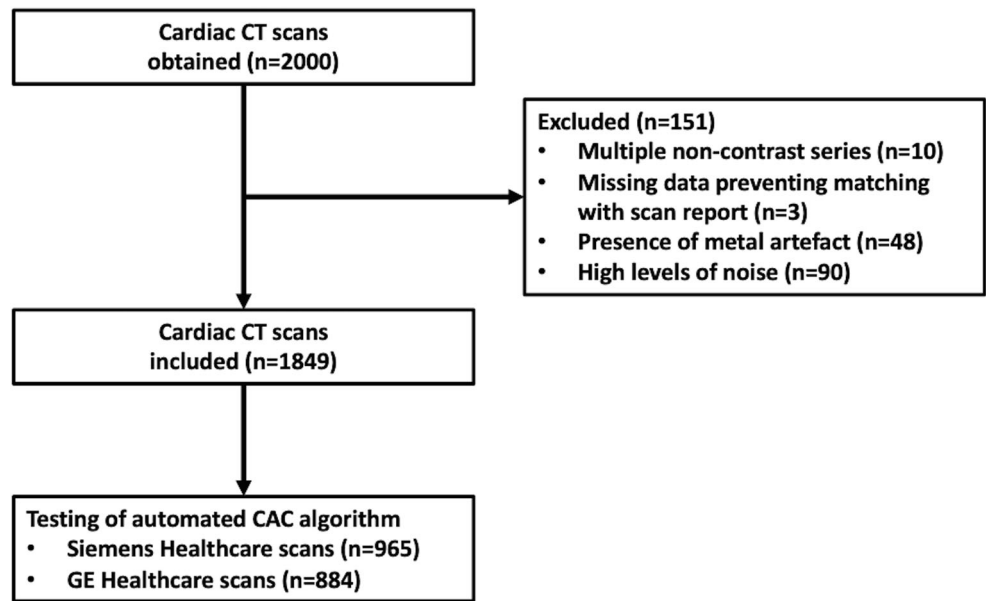 Cardiac CT scans
obtained (n=2000)
Excluded (n=151)
• Multiple non-contrast series (n=10)
• Missing data preventing matching
with scan report (n=3)
• Presence of metal artefact (n=48)
• High levels of noise (n=90)
Cardiac CT scans
included (n=1849)
Testing of automated CAC algorithm
• Siemens Healthcare scans (n=965)
• GE Healthcare scans (n=884)